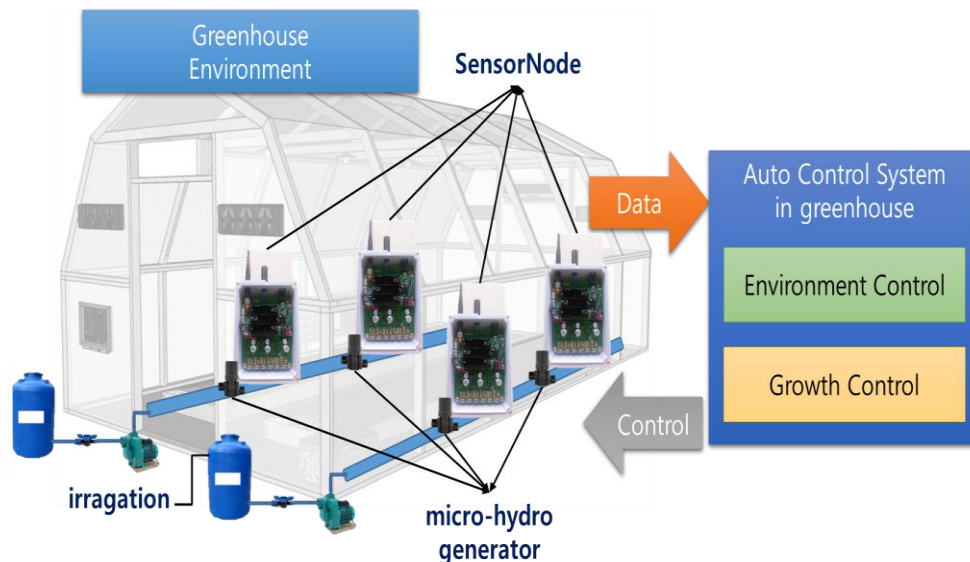 Greenhouse
Environment
SensorNode
Data
Auto Control System
in greenhouse
Environment Control
Growth Control
Control
irragation
micro-hydro
generator